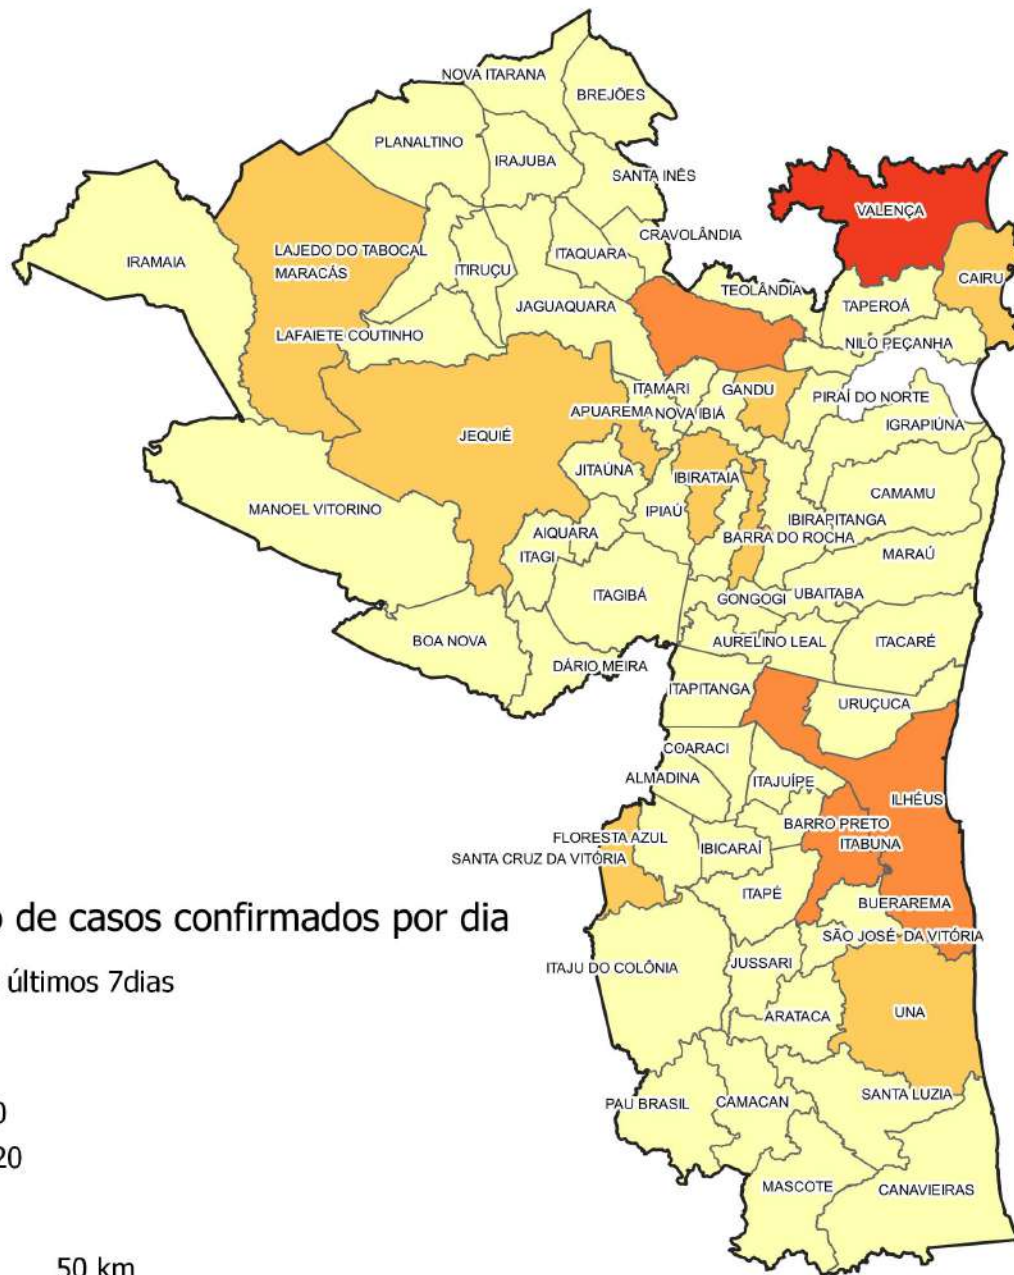 NOVA ITARANA
BREJÕES
PLANALTINO
IRAJUBA
SANTA INÊS
VALENÇA
CRAVOLÂNDIA
LAJEDO DO TABOCAL
ITAQUARA
IRAMAIA
MARACÁS
ITIRUÇU
CAIRU
TEOLÂNDIA
JAGUAQUARA
TAPEROÁ
LAFAIETE COUTINHO
NILO PEÇANHA
ITAMARI
GANDU
PIRAÍ DO NORTE
APUAREMA
NOVA IBIÁ
IGRAPIÚNA
JEQUIÉ
JITAÚNA
IBIRATAIA
CAMAMU
MANOEL VITORINO
IPIAÚ
IBIRAPITANGA
AIQUARA
BARRA DO ROCHA
ITAGI
MARAÚ
ITAGIBÁ
GONGOGI
UBAITABA
BOA NOVA
AURELINO LEAL
ITACARÉ
DÁRIO MEIRA
ITAPITANGA
URUÇUCA
COARACI
ALMADINA
ITAJUÍPE
ILHÉUS
BARRO PRETO
FLORESTA AZUL
ITABUNA
SANTA CRUZ DA VITÓRIA
IBICARAÍ
ITAPÉ
BUERAREMA
o de casos confirmados por dia
SÃO JOSÉ DA VITÓRIA
ITAJU DO COLÔNIA
JUSSARI
últimos 7dias
ARATACA
UNA
SANTA LUZIA
PAU BRASIL
CAMACAN
0
20
MASCOTE
CANAVIEIRAS
50 km